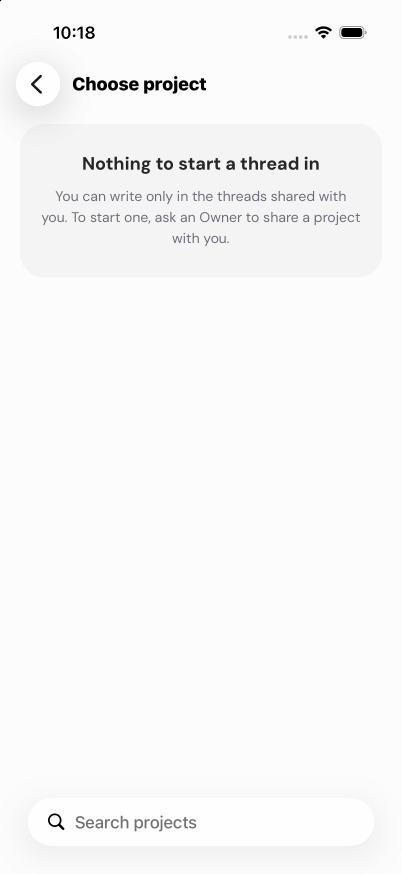 10:18
Choose project
Nothing to start a thread in
You can write only in the threads shared with
you. To start one, ask an Owner to share a project
with you.
Search projects